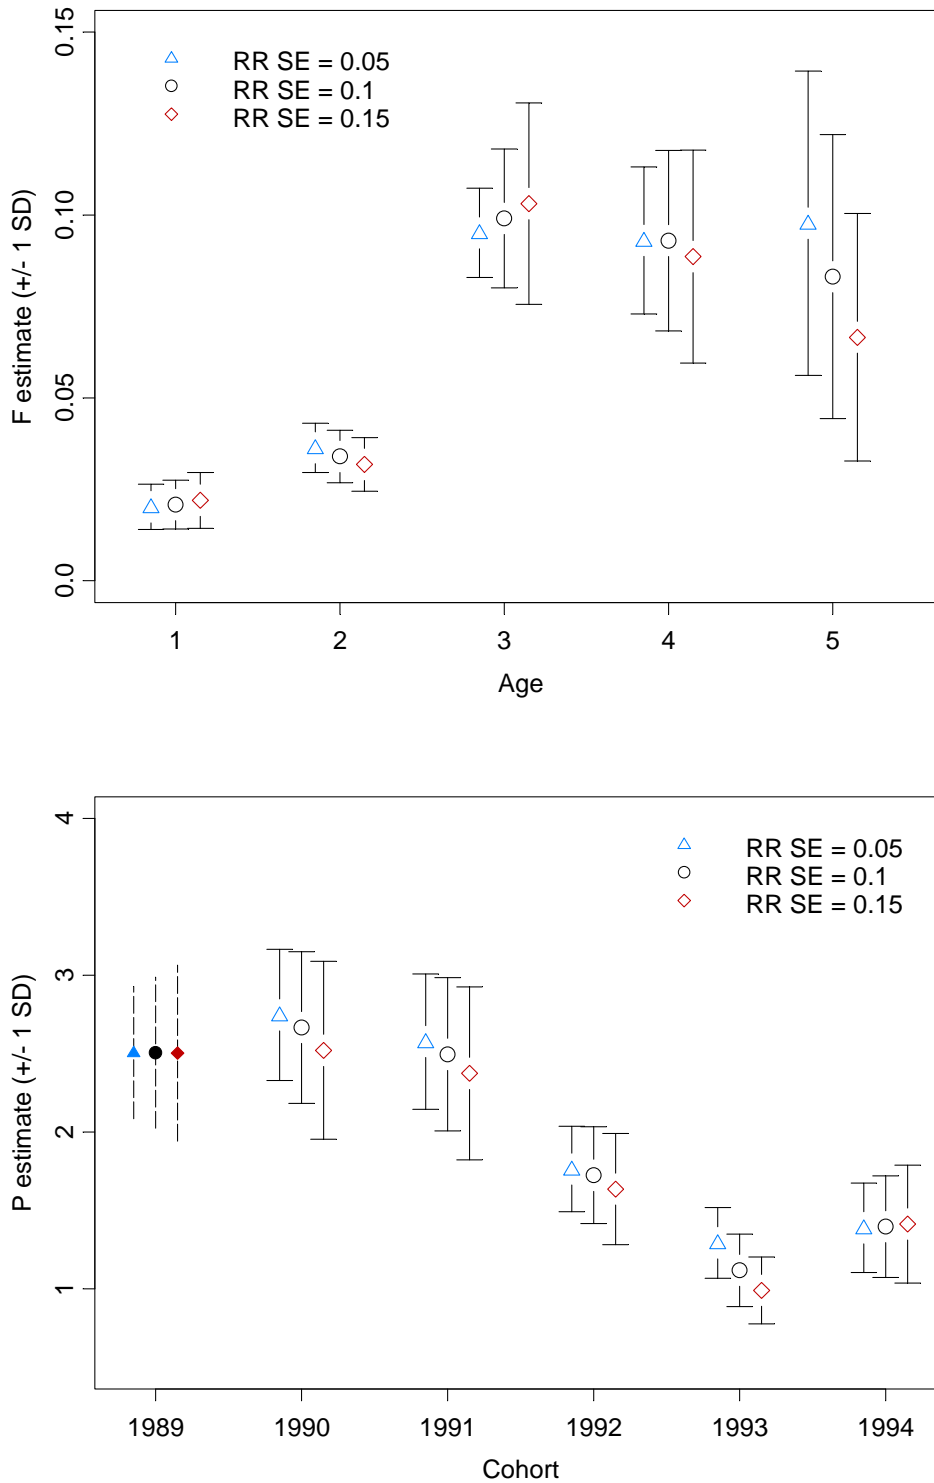 0.15
RR SE = 0.05
RR SE = 0.1
RR SE = 0.15
0.10
F estimate (+/- 1 SD)
0.05
0.0
1 2 3 4 5
Age
4
RR SE = 0.05
RR SE = 0.1
RR SE = 0.15
3
P estimate (+/- 1 SD)
2
1
1989 1990 1991 1992 1993 1994
Cohort